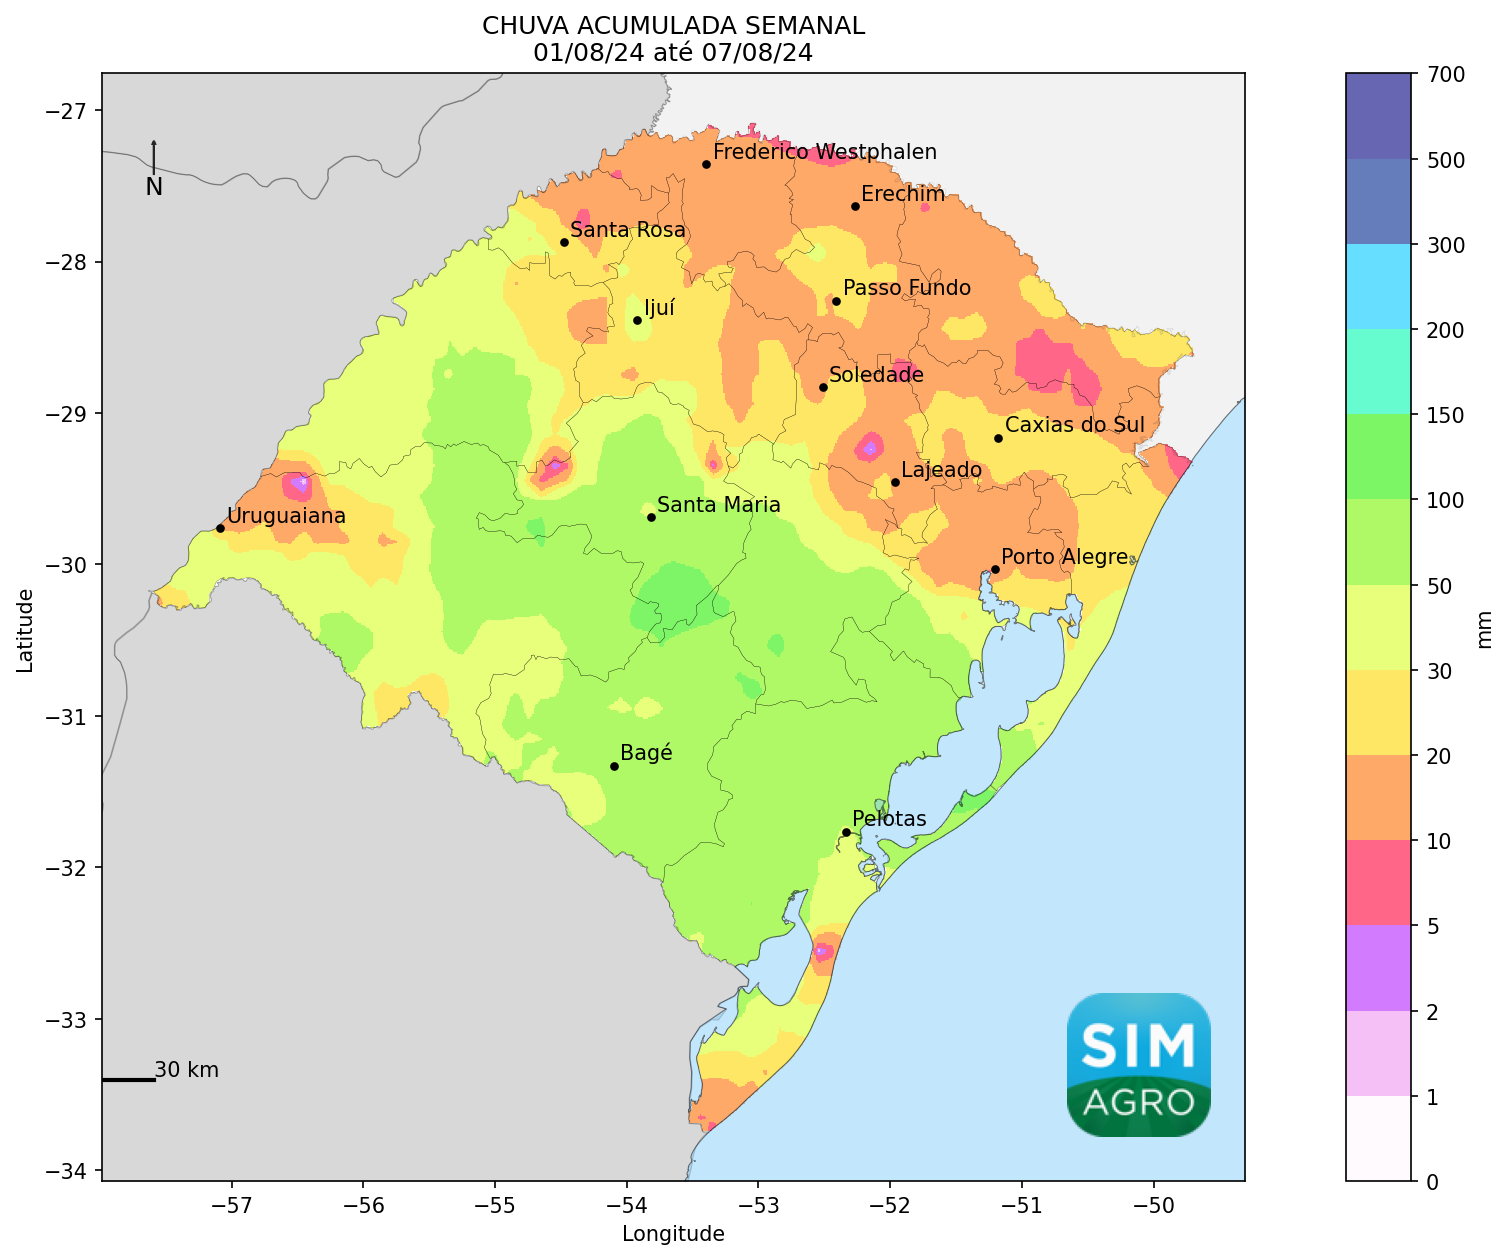 CHUVA ACUMULADA SEMANAL
01/08/24 até 07/08/24
−27
−28
−29
−30
−31
−32
−33
−34
Latitude
N
Frederico Westphalen
Erechim
Santa Rosa
Passo Fundo
Ijuí
Soledade
Caxias do Sul
Lajeado
Santa Maria
Uruguaiana
Porto Alegre
Bagé
Pelotas
30 km
SIM
AGRO
−57
−56
−55
−54
−53
−52
−51
−50
Longitude
700
500
300
200
150
100
50
30
20
10
5
2
1
0
mm